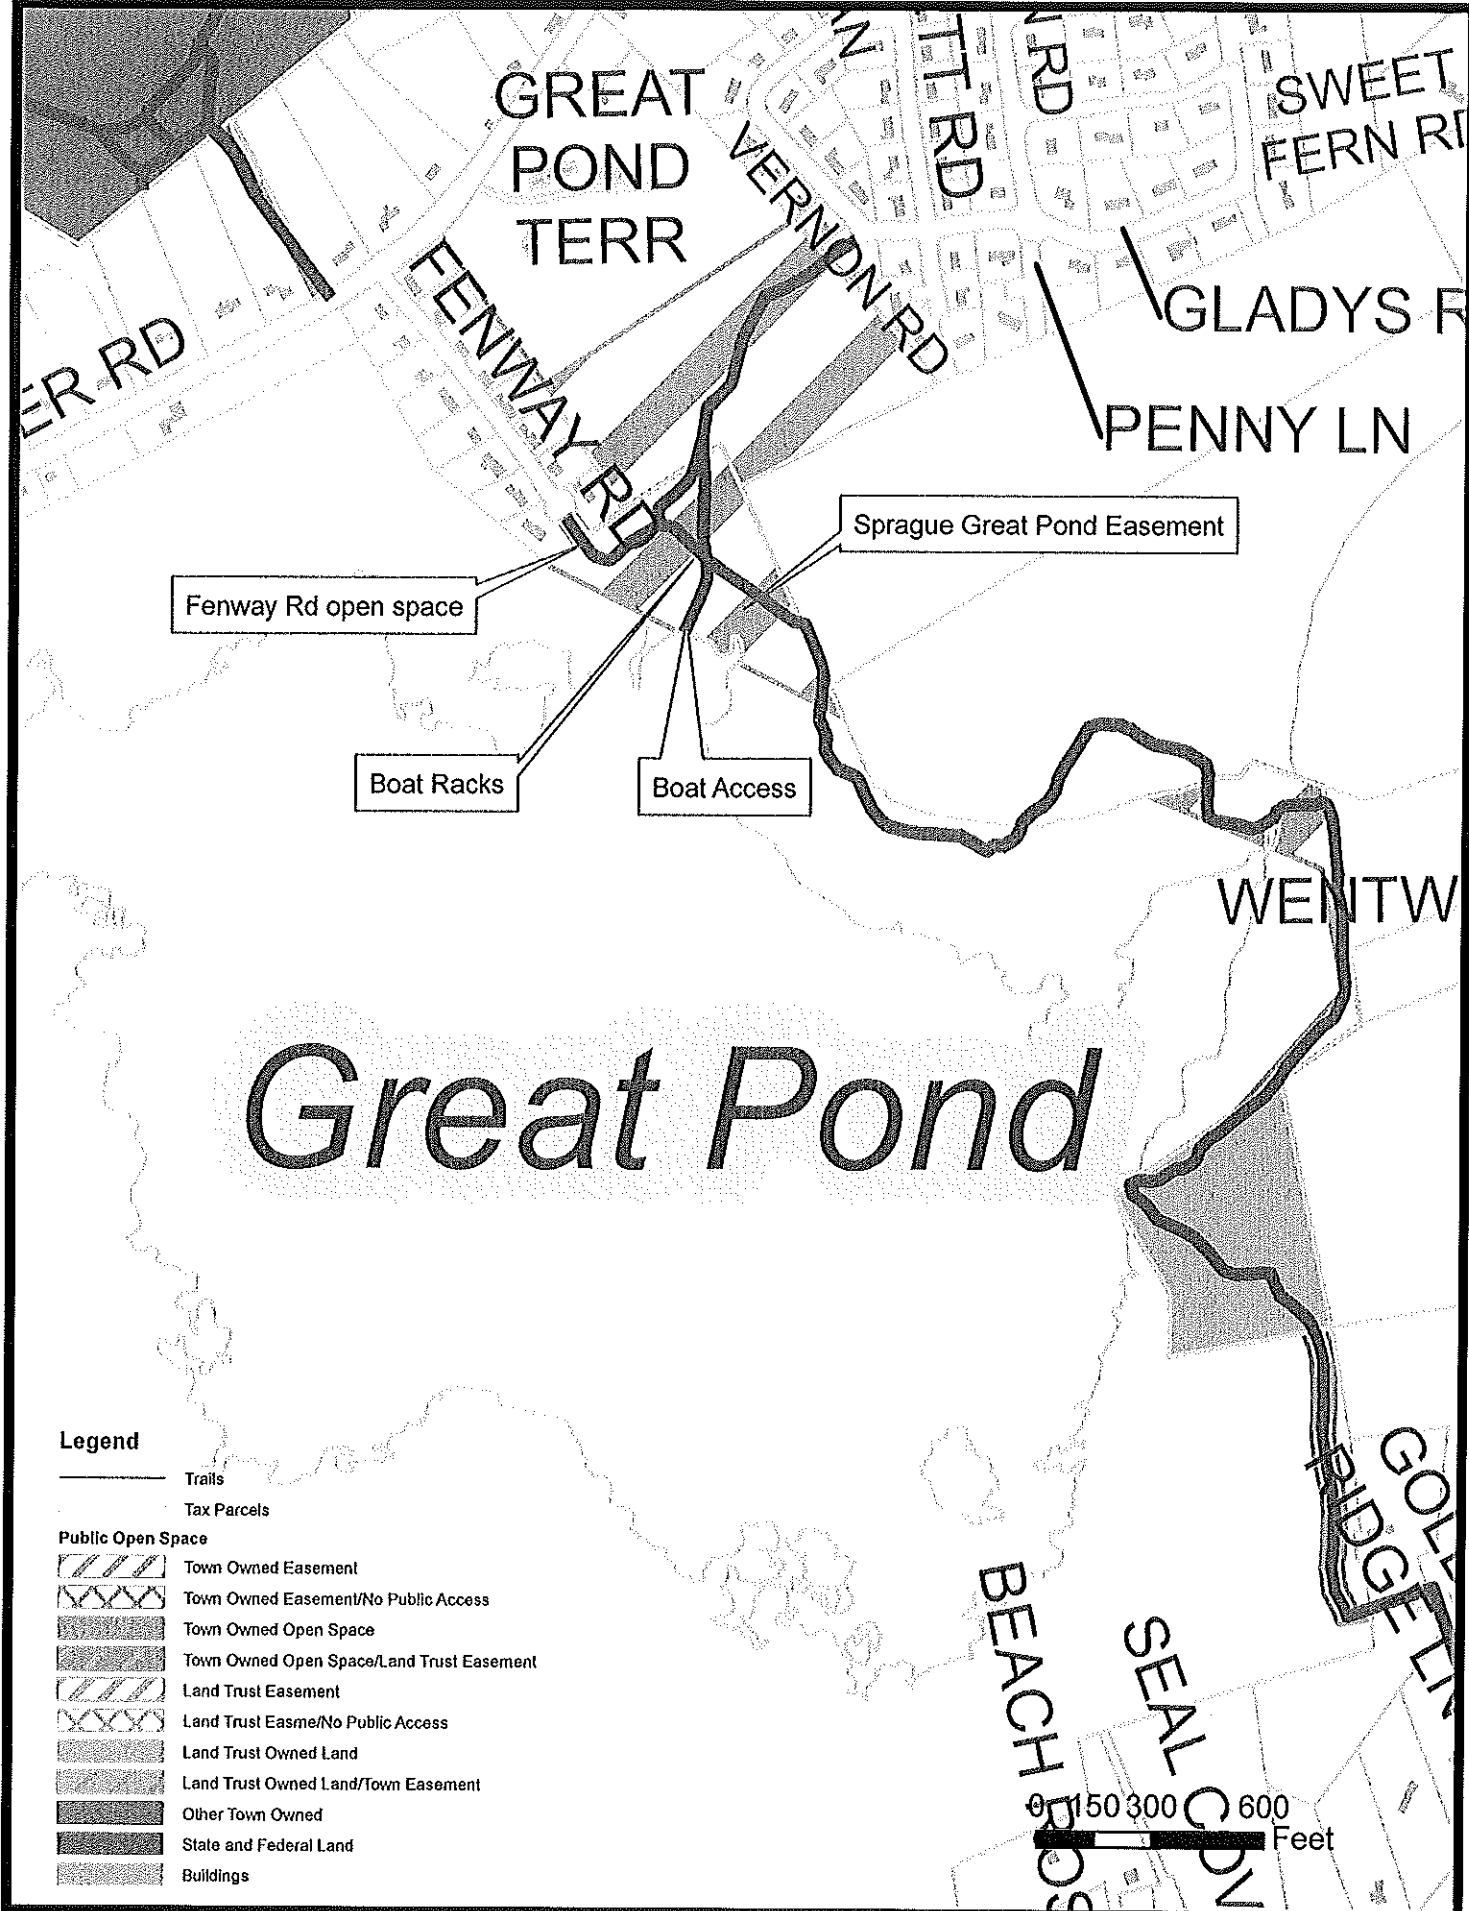 GREAT
POND
TERR
VERNON RD
TT RD
N RD
SWEET
FERN RD
FENWAY RD
GLADYS R
ER RD
PENNY LN
Sprague Great Pond Easement
Fenway Rd open space
Boat Racks
Boat Access
WENTW
Great Pond
Legend
Trails
Tax Parcels
Public Open Space
Town Owned Easement
Town Owned Easement/No Public Access
Town Owned Open Space
Town Owned Open Space/Land Trust Easement
Land Trust Easement
Land Trust Easme/No Public Access
Land Trust Owned Land
Land Trust Owned Land/Town Easement
Other Town Owned
State and Federal Land
Buildings
GOL
RIDGE LN
BEACH ROS
SEAL COV
0 150 300 600
Feet